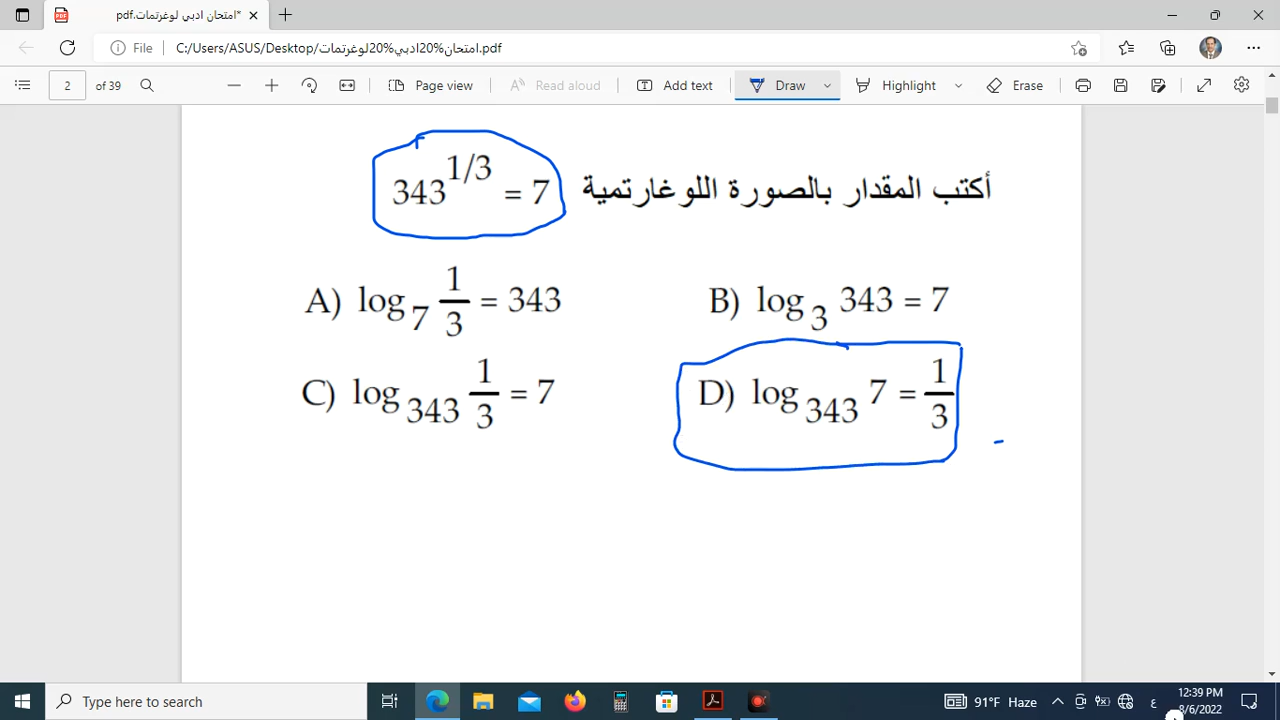 امتحان ادبي لوغرتمات.pdf*
File C:/Users/ASUS/Desktop/امتحان%20ادبي%20لوغرتمات.pdf
2 of 39 Page view Read aloud Add text Draw Highlight Erase
أكتب المقدار بالصورة اللوغارتمية 343^1/3 = 7
A) log_7 1/3 = 343
B) log_3 343 = 7
C) log_343 1/3 = 7
D) log_343 7 = 1/3
Type here to search
91°F Haze
ع
12:39 PM
8/6/2022